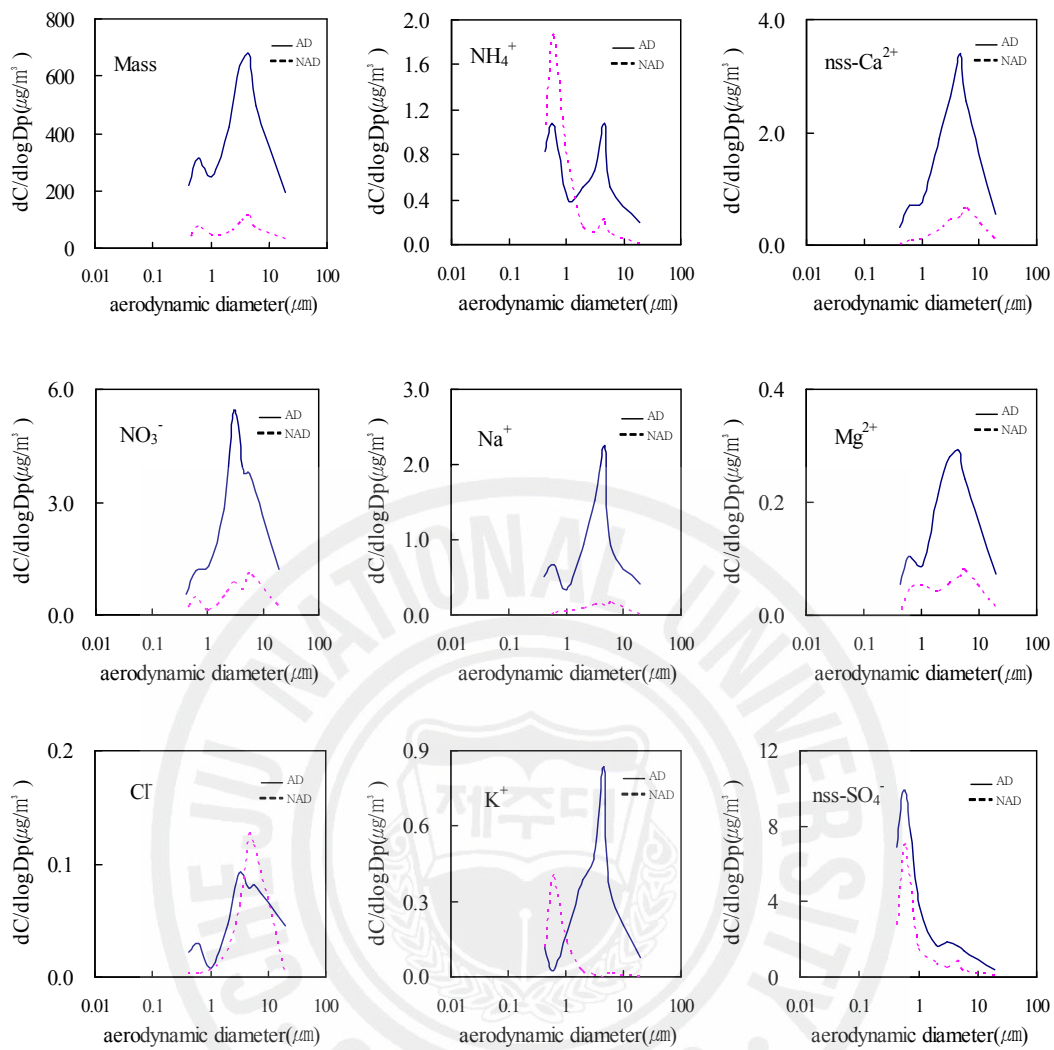 Mass
AD
NAD
800
600
400
200
0
0.01 0.1 1 10 100
dC/dlogDp(μg/m³)
aerodynamic diameter(μm)
NH₄⁺
AD
NAD
2.0
1.6
1.2
0.8
0.4
0.0
0.01 0.1 1 10 100
dC/dlogDp(μg/m³)
aerodynamic diameter(μm)
nss-Ca²⁺
AD
NAD
4.0
2.0
0.0
0.01 0.1 1 10 100
dC/dlogDp(μg/m³)
aerodynamic diameter(μm)
NO₃⁻
AD
NAD
6.0
3.0
0.0
0.01 0.1 1 10 100
dC/dlogDp(μg/m³)
aerodynamic diameter(μm)
Na⁺
AD
NAD
3.0
2.0
1.0
0.0
0.01 0.1 1 10 100
dC/dlogDp(μg/m³)
aerodynamic diameter(μm)
Mg²⁺
AD
NAD
0.4
0.2
0.0
0.01 0.1 1 10 100
dC/dlogDp(μg/m³)
aerodynamic diameter(μm)
Cl⁻
AD
NAD
0.2
0.1
0.0
0.01 0.1 1 10 100
dC/dlogDp(μg/m³)
aerodynamic diameter(μm)
K⁺
AD
NAD
0.9
0.6
0.3
0.0
0.01 0.1 1 10 100
dC/dlogDp(μg/m³)
aerodynamic diameter(μm)
nss-SO₄⁻
AD
NAD
12
8
4
0
0.01 0.1 1 10 100
dC/dlogDp(μg/m³)
aerodynamic diameter(μm)
JEJU NATIONAL UNIVERSITY
제주대